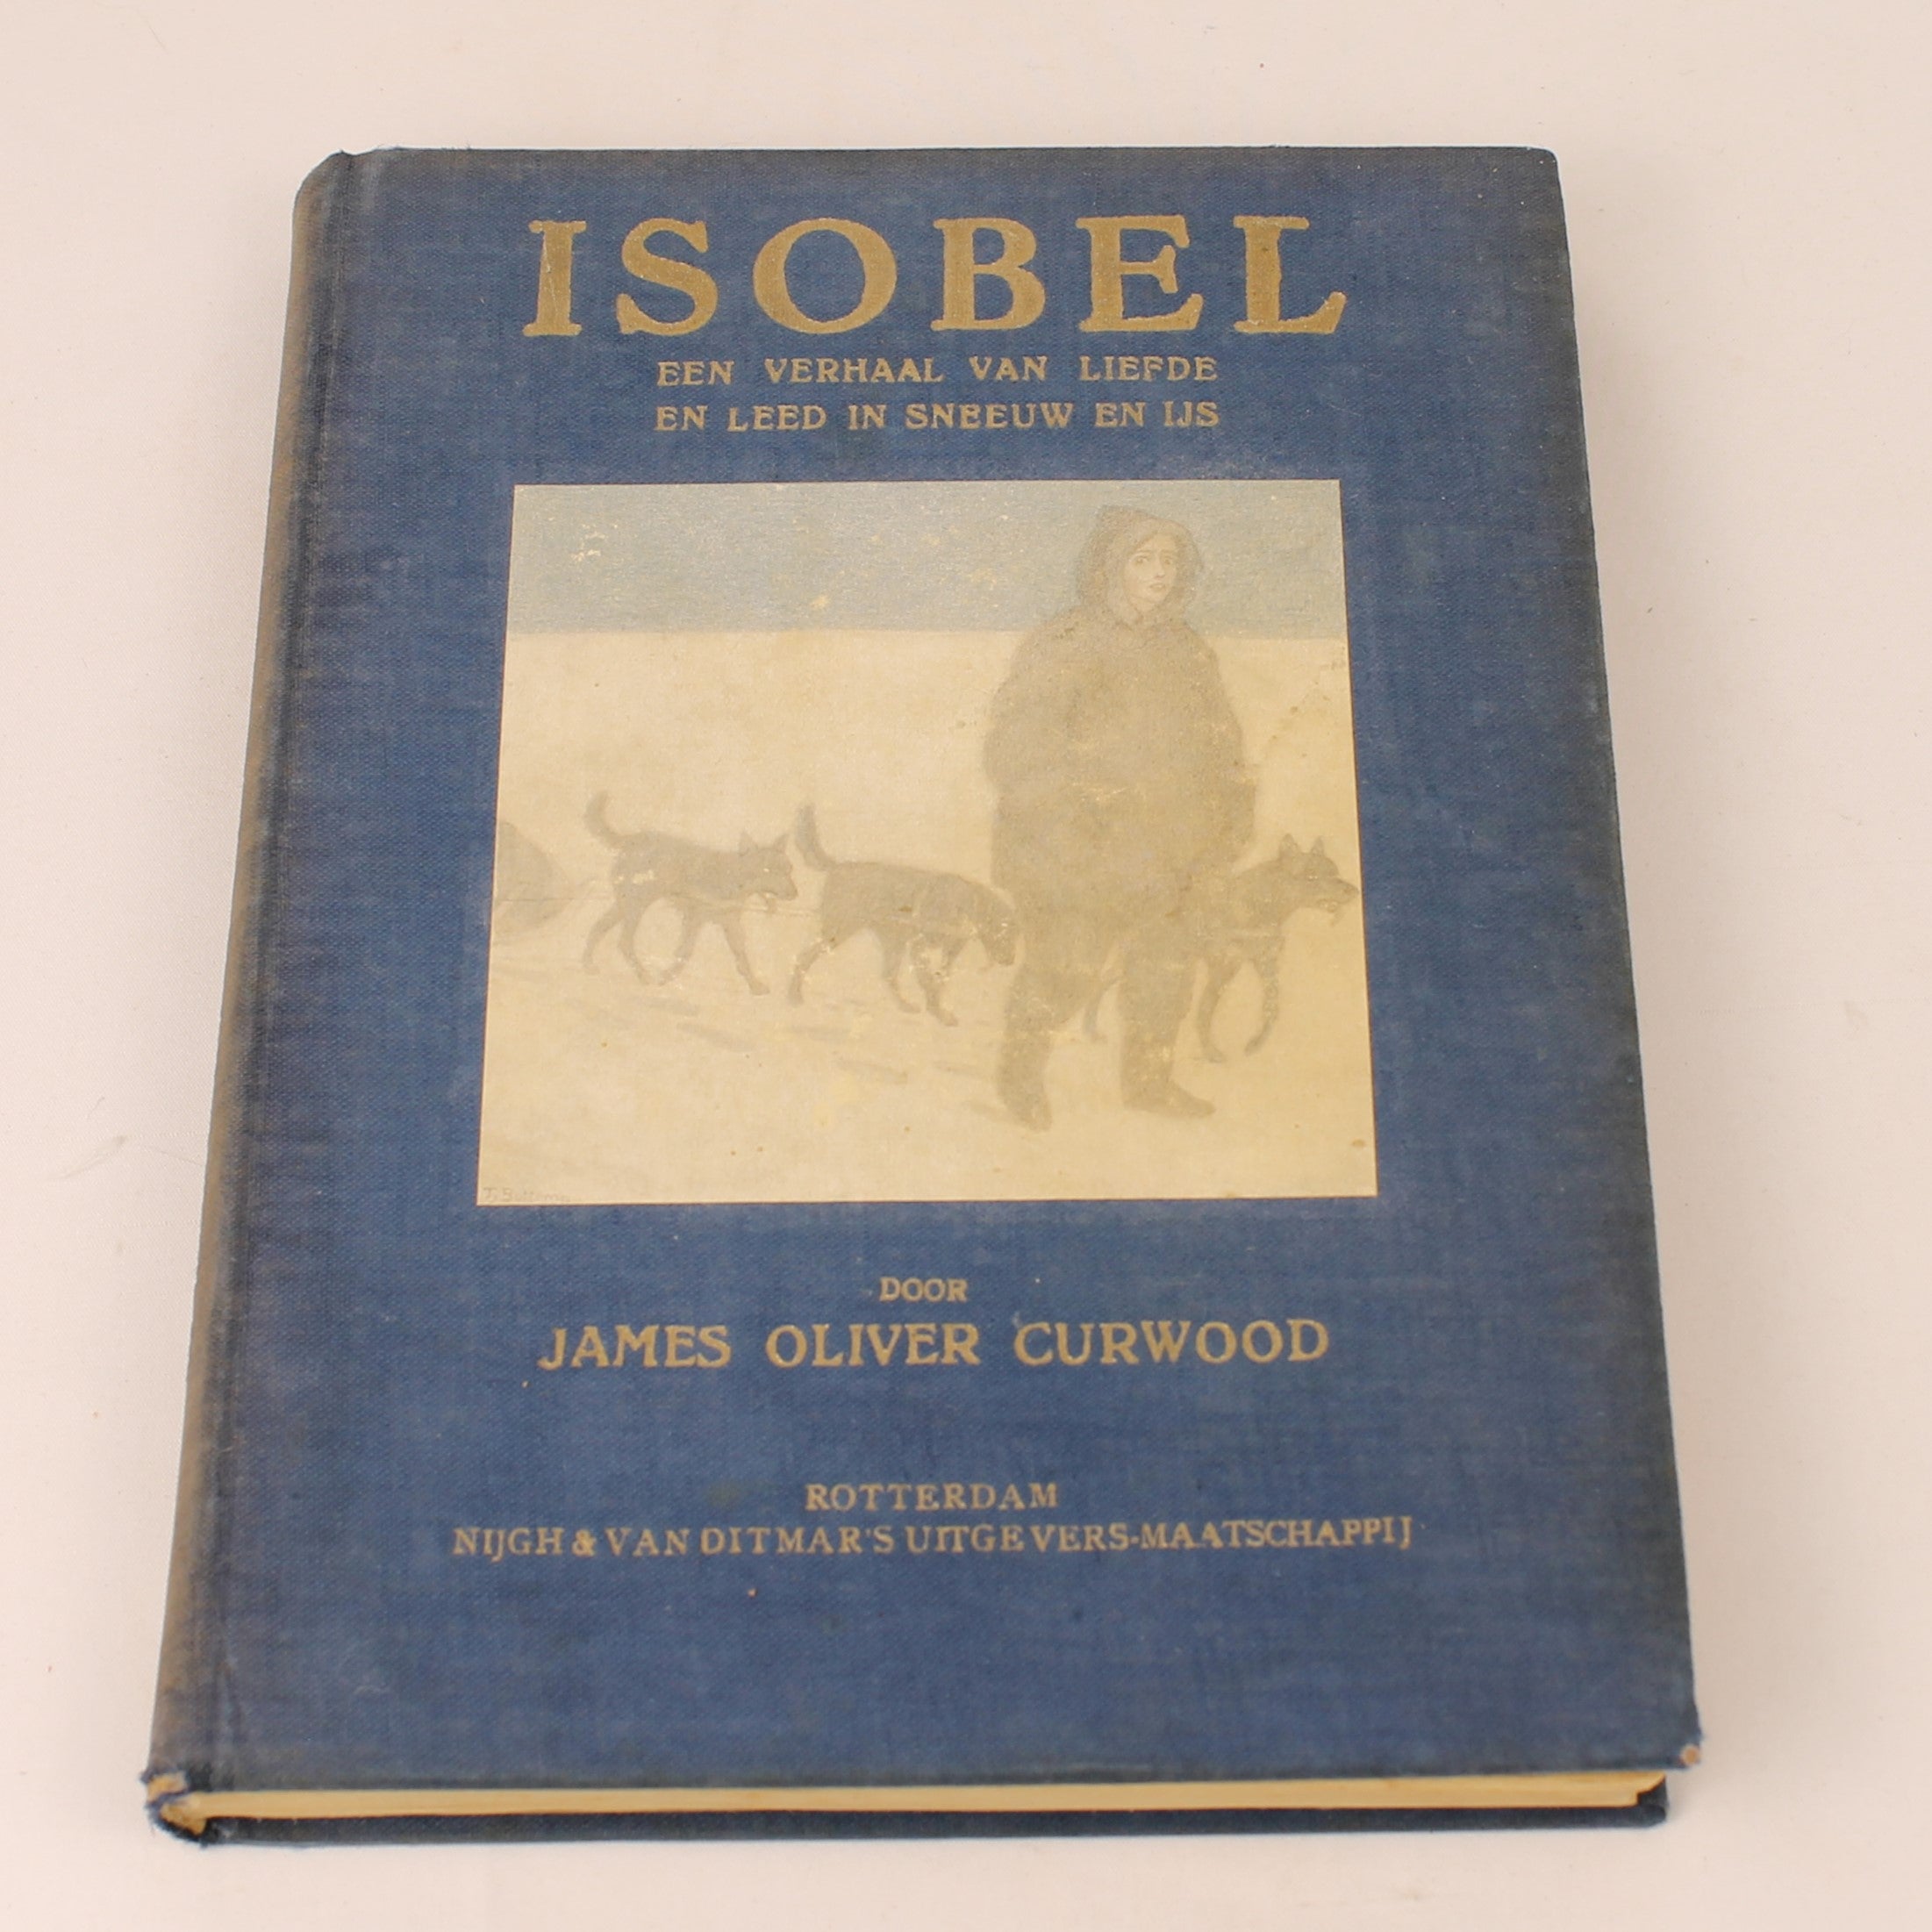 ISOBEL
EEN VERHAAL VAN LIEFDE
EN LEED IN SNEEUW EN IJS
DOOR
JAMES OLIVER CURWOOD
ROTTERDAM
NIJGH & VAN DITMAR'S UITGEVERS-MAATSCHAPPIJ